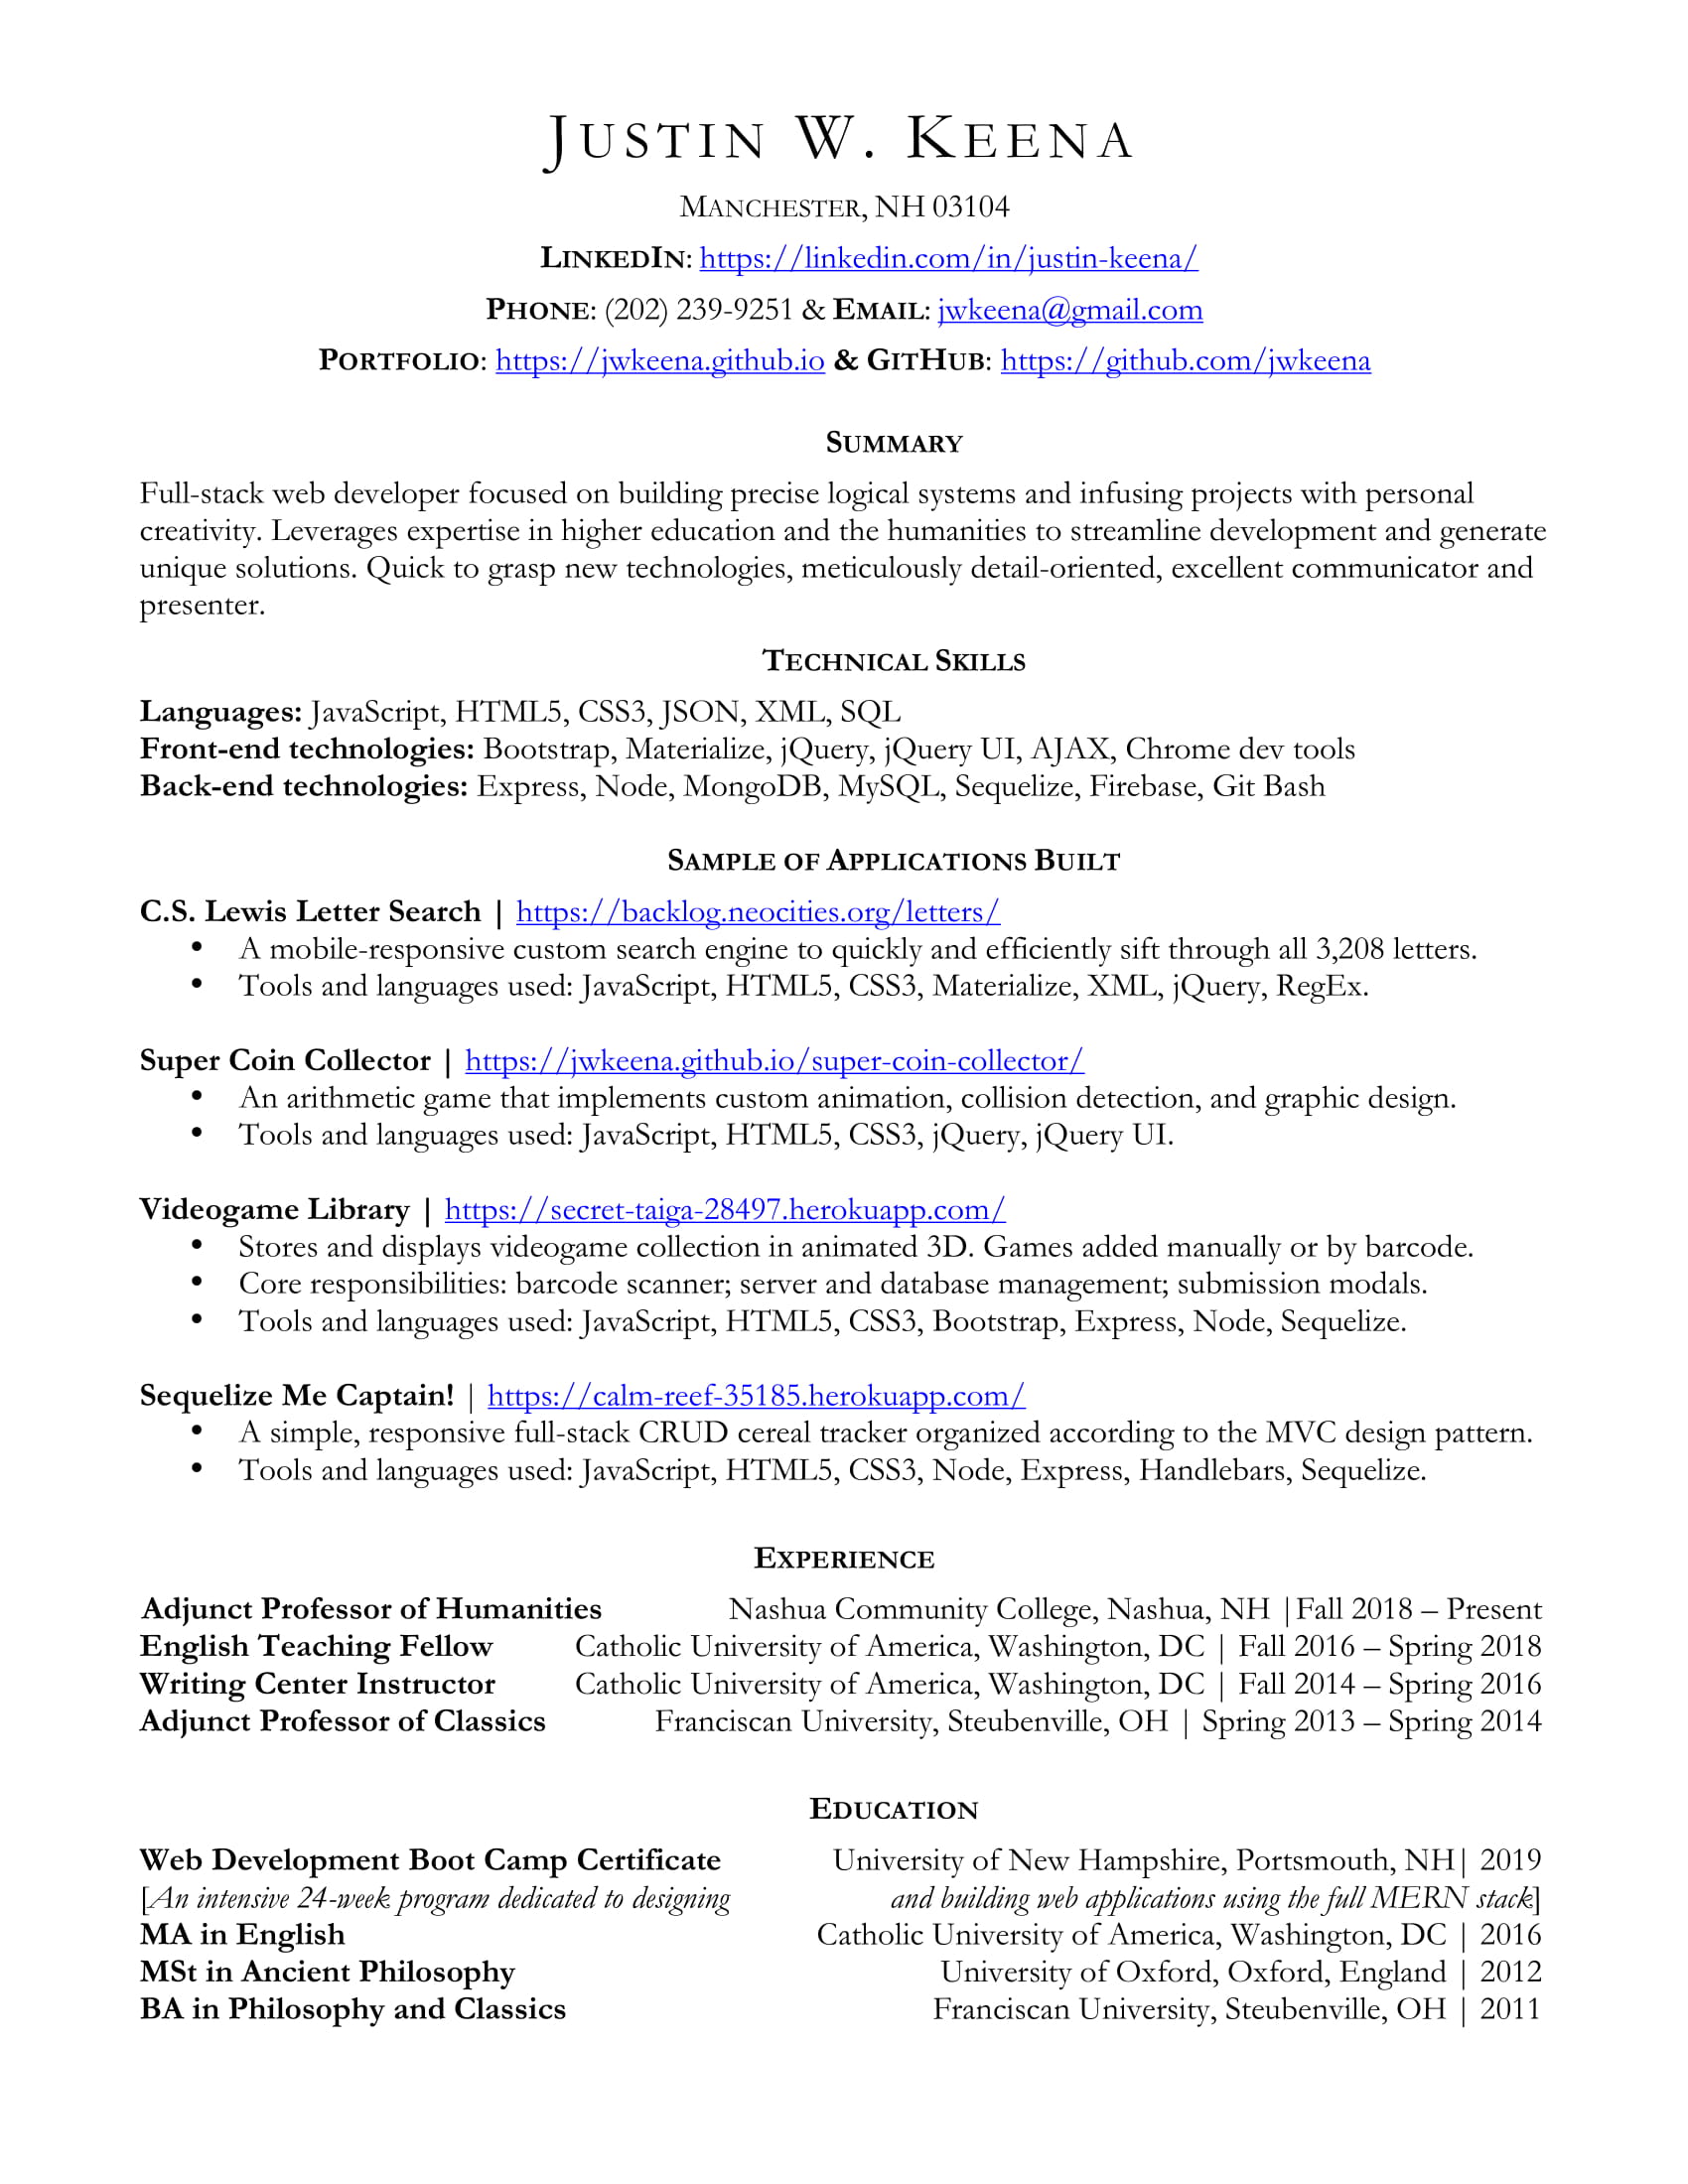 JUSTIN W. KEENA
MANCHESTER, NH 03104
LINKEDIN: https://linkedin.com/in/justin-keena/
PHONE: (202) 239-9251 & EMAIL: jwkeena@gmail.com
PORTFOLIO: https://jwkeena.github.io & GITHUB: https://github.com/jwkeena
SUMMARY
Full-stack web developer focused on building precise logical systems and infusing projects with personal
creativity. Leverages expertise in higher education and the humanities to streamline development and generate
unique solutions. Quick to grasp new technologies, meticulously detail-oriented, excellent communicator and
presenter.
TECHNICAL SKILLS
Languages: JavaScript, HTML5, CSS3, JSON, XML, SQL
Front-end technologies: Bootstrap, Materialize, jQuery, jQuery UI, AJAX, Chrome dev tools
Back-end technologies: Express, Node, MongoDB, MySQL, Sequelize, Firebase, Git Bash
SAMPLE OF APPLICATIONS BUILT
C.S. Lewis Letter Search | https://backlog.neocities.org/letters/
• A mobile-responsive custom search engine to quickly and efficiently sift through all 3,208 letters.
• Tools and languages used: JavaScript, HTML5, CSS3, Materialize, XML, jQuery, RegEx.
Super Coin Collector | https://jwkeena.github.io/super-coin-collector/
• An arithmetic game that implements custom animation, collision detection, and graphic design.
• Tools and languages used: JavaScript, HTML5, CSS3, jQuery, jQuery UI.
Videogame Library | https://secret-taiga-28497.herokuapp.com/
• Stores and displays videogame collection in animated 3D. Games added manually or by barcode.
• Core responsibilities: barcode scanner; server and database management; submission modals.
• Tools and languages used: JavaScript, HTML5, CSS3, Bootstrap, Express, Node, Sequelize.
Sequelize Me Captain! | https://calm-reef-35185.herokuapp.com/
• A simple, responsive full-stack CRUD cereal tracker organized according to the MVC design pattern.
• Tools and languages used: JavaScript, HTML5, CSS3, Node, Express, Handlebars, Sequelize.
EXPERIENCE
Adjunct Professor of Humanities Nashua Community College, Nashua, NH |Fall 2018 – Present
English Teaching Fellow Catholic University of America, Washington, DC | Fall 2016 – Spring 2018
Writing Center Instructor Catholic University of America, Washington, DC | Fall 2014 – Spring 2016
Adjunct Professor of Classics Franciscan University, Steubenville, OH | Spring 2013 – Spring 2014
EDUCATION
Web Development Boot Camp Certificate University of New Hampshire, Portsmouth, NH| 2019
[An intensive 24-week program dedicated to designing and building web applications using the full MERN stack]
MA in English Catholic University of America, Washington, DC | 2016
MSt in Ancient Philosophy University of Oxford, Oxford, England | 2012
BA in Philosophy and Classics Franciscan University, Steubenville, OH | 2011